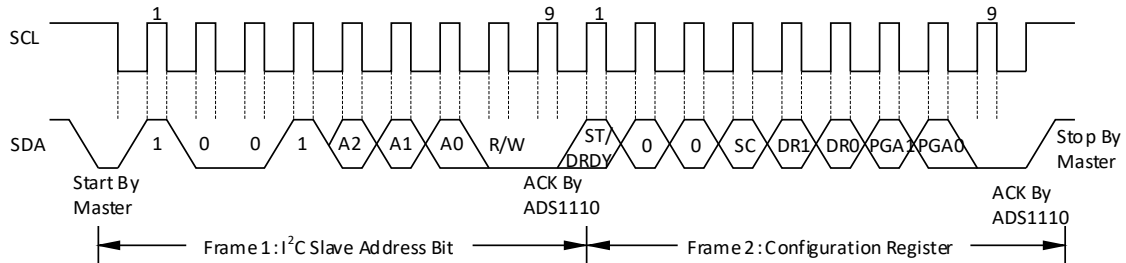 1 9 1 9
SCL
SDA 1 0 0 1 A2 A1 A0 R/W ST/ DRDY 0 0 SC DR1 DR0 PGA1 PGA0
Stop By
Master
Start By
Master
ACK By
ADS1110
ACK By
ADS1110
Frame 1: I²C Slave Address Bit
Frame 2: Configuration Register